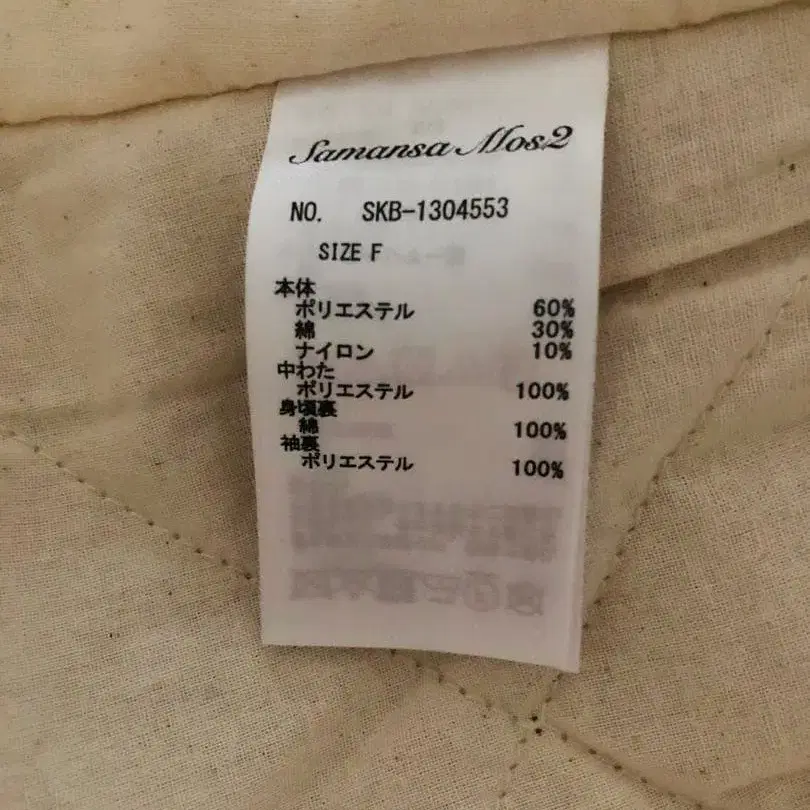 Samansa Mos2
NO. SKB-1304553
SIZE F
本体
ポリエステル 60%
綿 30%
ナイロン 10%
中わた
ポリエステル 100%
身頃裏
綿 100%
袖裏
ポリエステル 100%